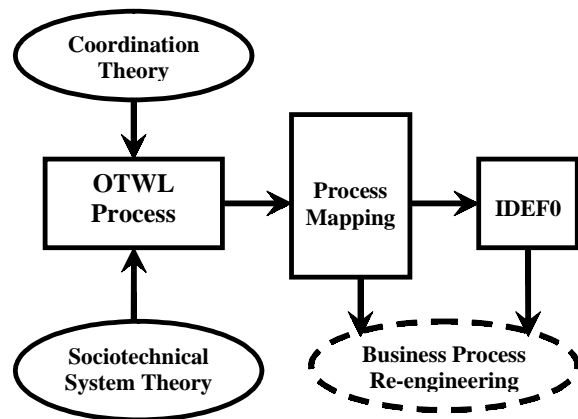 Coordination
Theory
OTWL
Process
Process
Mapping
IDEF0
Sociotechnical
System Theory
Business Process
Re-engineering